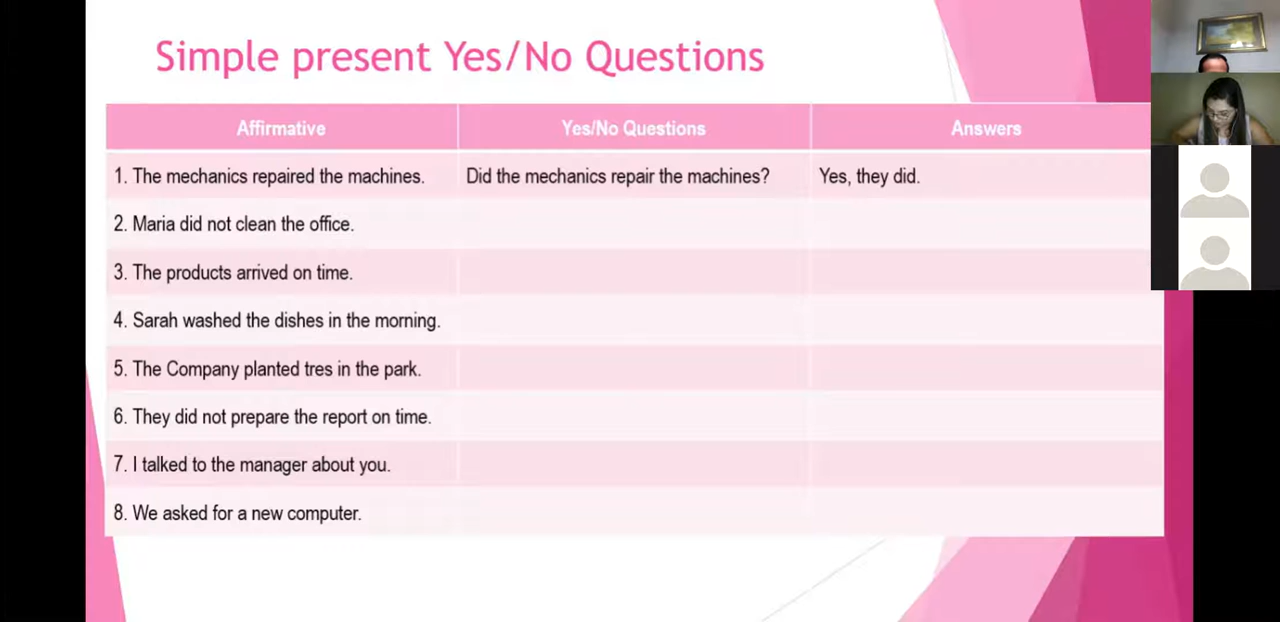 Simple present Yes/No Questions
Affirmative Yes/No Questions Answers
1. The mechanics repaired the machines. Did the mechanics repair the machines? Yes, they did.
2. Maria did not clean the office.
3. The products arrived on time.
4. Sarah washed the dishes in the morning.
5. The Company planted tres in the park.
6. They did not prepare the report on time.
7. I talked to the manager about you.
8. We asked for a new computer.